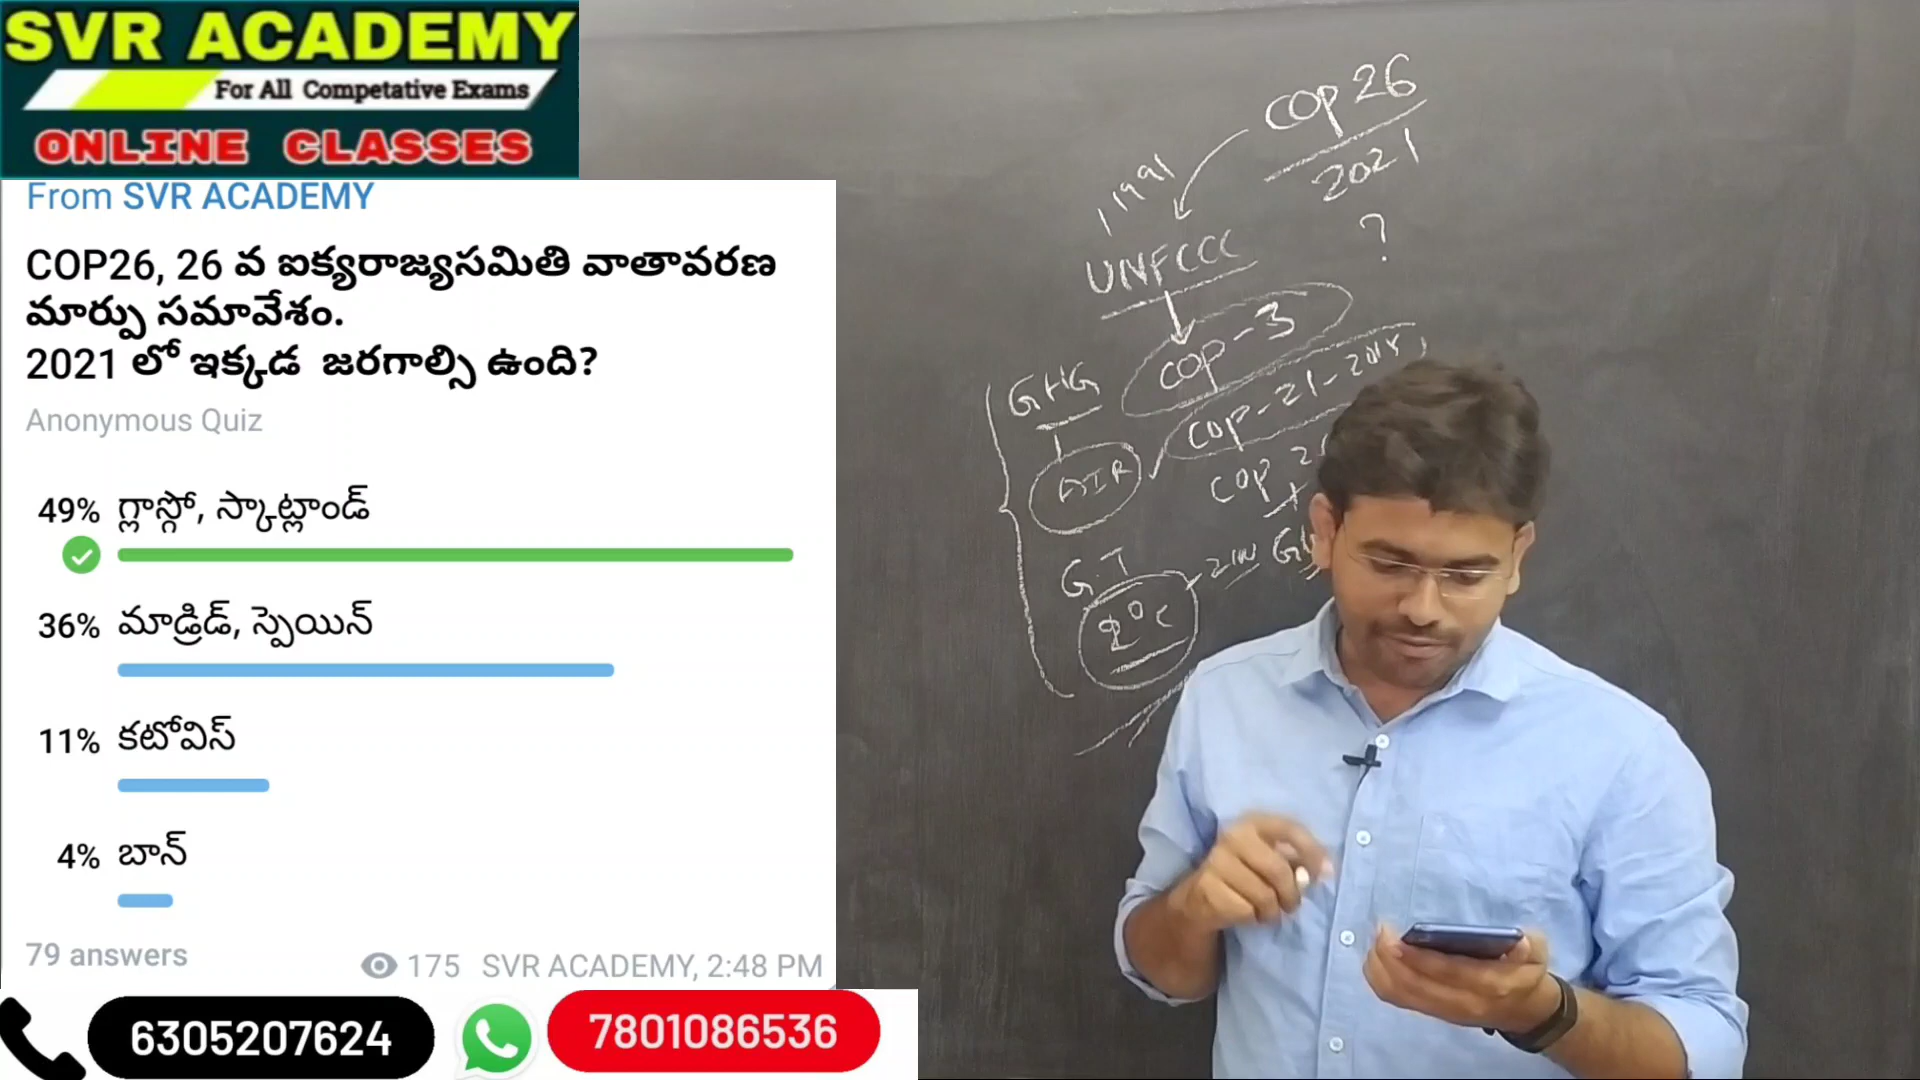 SVR ACADEMY
For All Competative Exams
ONLINE CLASSES
From SVR ACADEMY
COP26, 26 వ ఐక్యరాజ్యసమితి వాతావరణ
మార్పు సమావేశం.
2021 లో ఇక్కడ జరగాల్సి ఉంది?
Anonymous Quiz
49% గ్లాస్గో, స్కాట్లాండ్
36% మాడ్రిడ్, స్పెయిన్
11% కటోవిస్
4% బాన్
79 answers
175 SVR ACADEMY, 2:48 PM
6305207624
7801086536
COP 26
2021
?
1991
UNFCCC
COP-3
GHG
COP-21-2015
AIR
COP
G.T
2°C